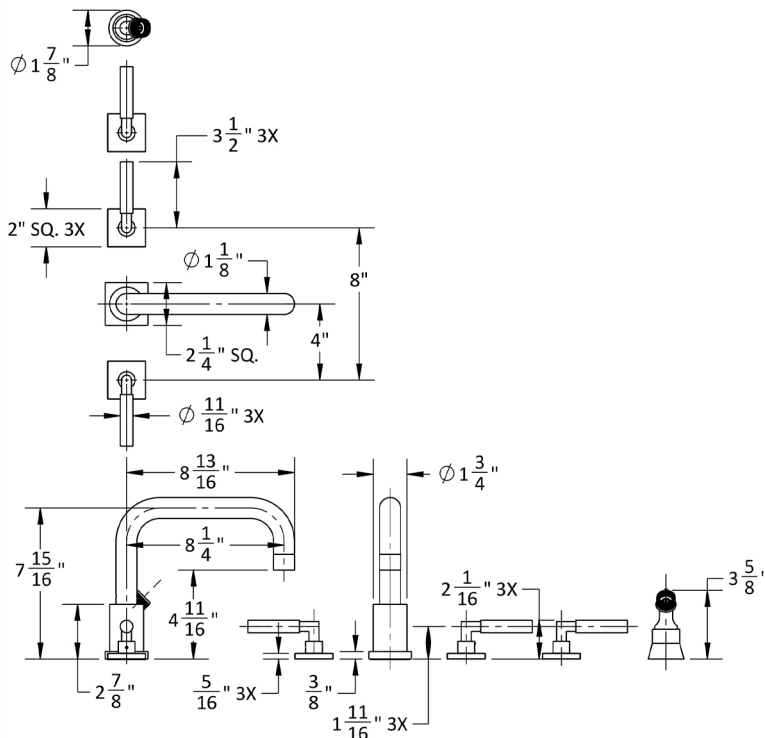 ⌀1 7/8"
3 1/2" 3X
2" SQ. 3X
⌀1 1/8"
8"
4"
2 1/4" SQ.
⌀ 11/16" 3X
8 13/16"
⌀1 3/4"
8 1/4"
7 15/16"
2 1/16" 3X
3 5/8'
4 11/16"
2 7/8"
5/16" 3X
3/8"
1 11/16" 3X